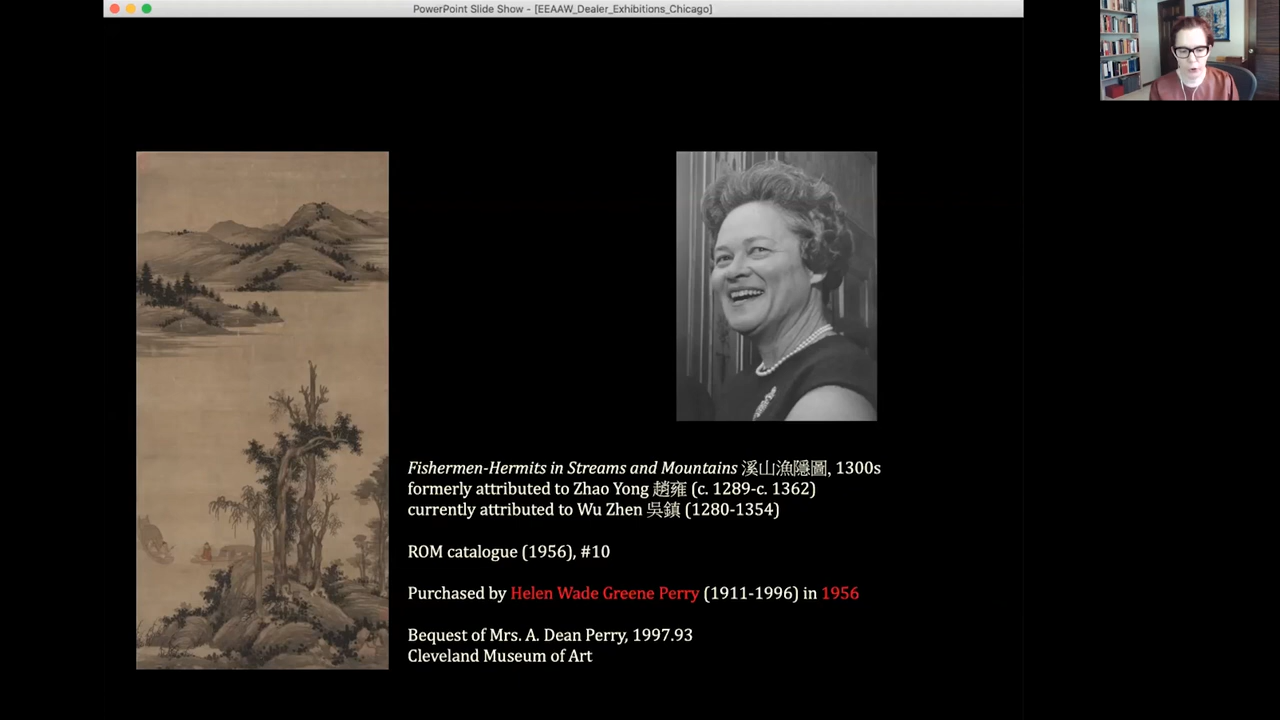 PowerPoint Slide Show - [EEAAW_Dealer_Exhibitions_Chicago]
Fishermen-Hermits in Streams and Mountains 溪山漁隱圖, 1300s
formerly attributed to Zhao Yong 趙雍 (c. 1289-c. 1362)
currently attributed to Wu Zhen 吳鎮 (1280-1354)
ROM catalogue (1956), #10
Purchased by Helen Wade Greene Perry (1911-1996) in 1956
Bequest of Mrs. A. Dean Perry, 1997.93
Cleveland Museum of Art